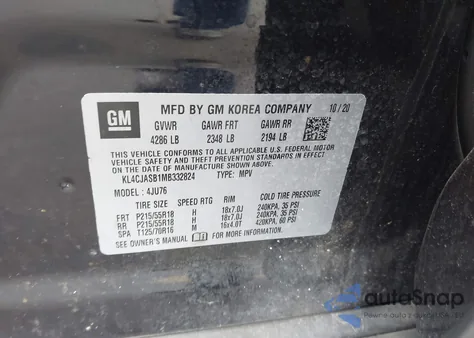 GM
MFD BY GM KOREA COMPANY 10/20
GVWR GAWR FRT GAWR RR
4286 LB 2348 LB 2194 LB
THIS VEHICLE CONFORMS TO ALL APPLICABLE U.S. FEDERAL MOTOR
VEHICLE SAFETY AND THEFT PREVENTION STANDARDS IN EFFECT
ON THE DATE OF MANUFACTURE SHOWN ABOVE.
KL4CJASB1MB332824 TYPE: MPV
MODEL: 4JU76
TIRE SIZE SPEED RTG RIM COLD TIRE PRESSURE
FRT P215/55R18 H 18x7.0J 240KPA, 35 PSI
RR P215/55R18 H 18x7.0J 240KPA, 35 PSI
SPA T125/70R16 M 16x4.0T 420KPA, 60 PSI
SEE OWNER'S MANUAL FOR MORE INFORMATION.
autoSnap